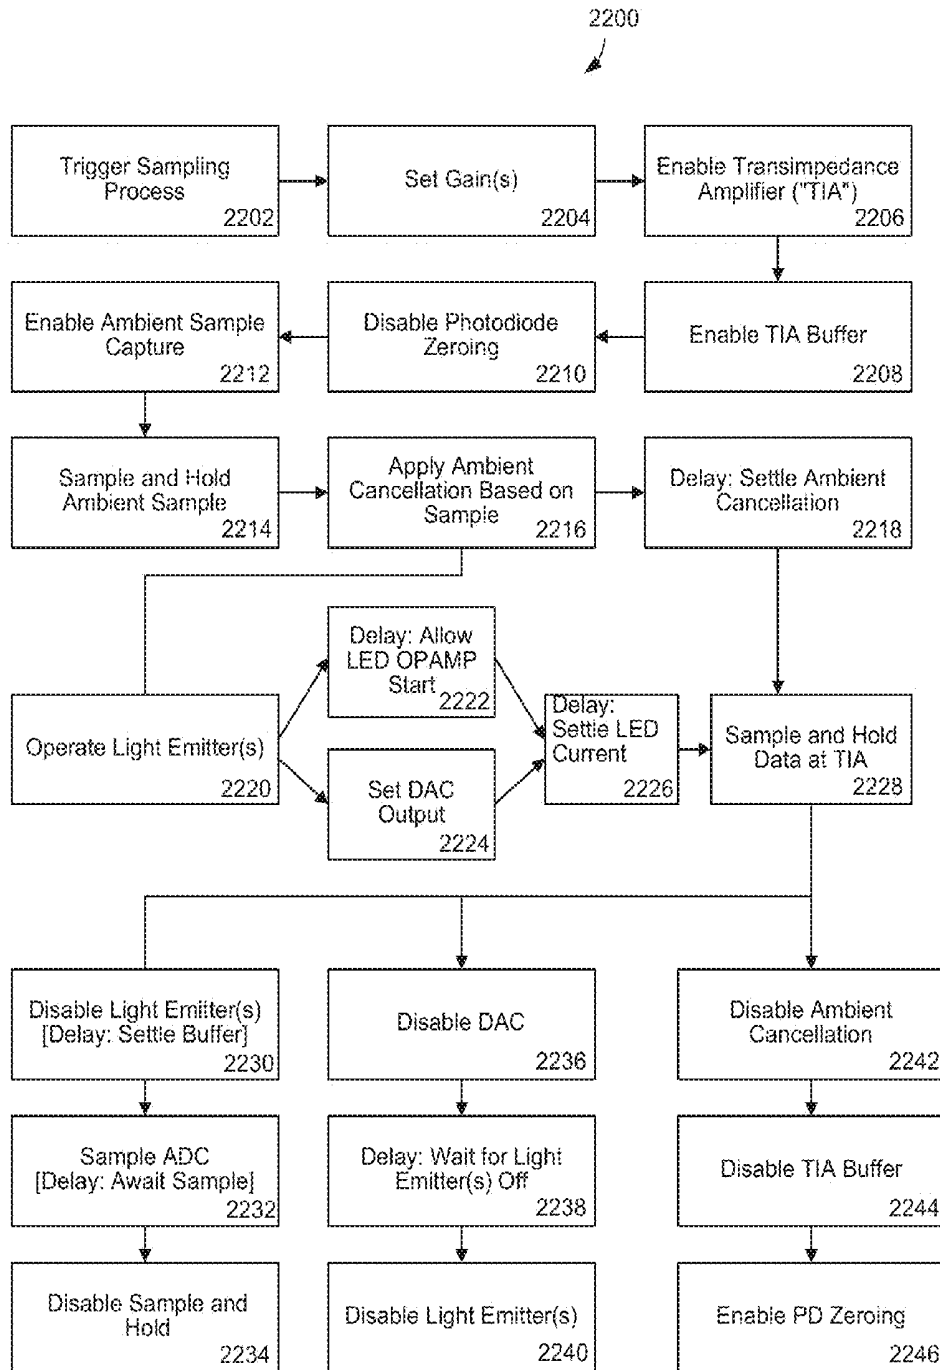 2200
Trigger Sampling
Process
2202
Set Gain(s)
2204
Enable Transimpedance
Amplifier ("TIA")
2206
Enable Ambient Sample
Capture
2212
Disable Photodiode
Zeroing
2210
Enable TIA Buffer
2208
Sample and Hold
Ambient Sample
2214
Apply Ambient
Cancellation Based on
Sample
2216
Delay: Settle Ambient
Cancellation
2218
Operate Light Emitter(s)
2220
Delay: Allow
LED OPAMP
Start
2222
Set DAC
Output
2224
Delay:
Settle LED
Current
2226
Sample and Hold
Data at TIA
2228
Disable Light Emitter(s)
[Delay: Settle Buffer]
2230
Disable DAC
2236
Disable Ambient
Cancellation
2242
Sample ADC
[Delay: Await Sample]
2232
Delay: Wait for Light
Emitter(s) Off
2238
Disable TIA Buffer
2244
Disable Sample and
Hold
2234
Disable Light Emitter(s)
2240
Enable PD Zeroing
2246